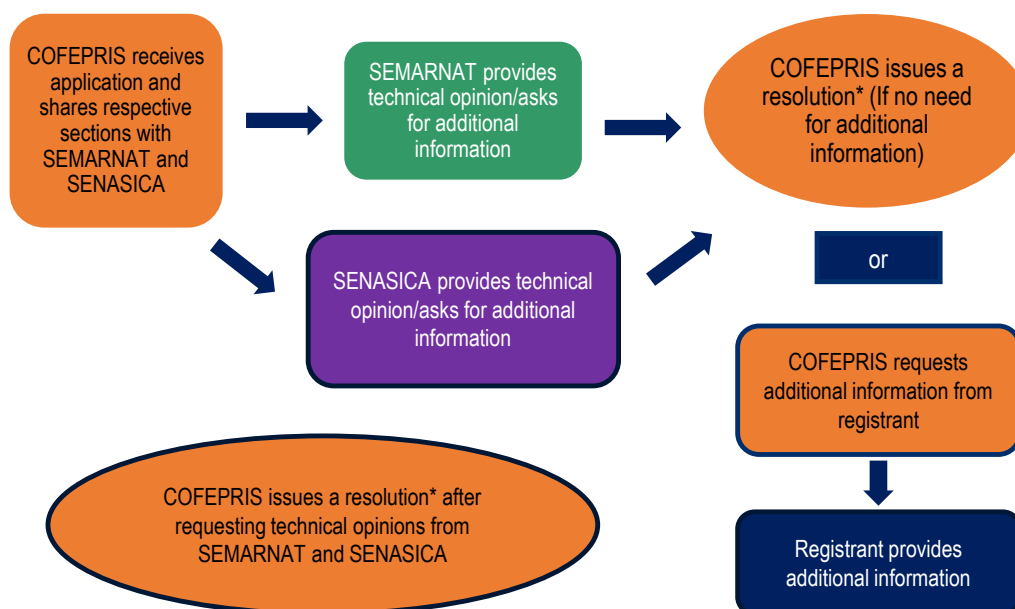 COFEPRIS receives
application and
shares respective
sections with
SEMARNAT and
SENASICA
SEMARNAT provides
technical opinion/asks
for additional
information
COFEPRIS issues a
resolution* (If no need
for additional
information)
SENASICA provides technical
opinion/asks for additional
information
or
COFEPRIS requests
additional information from
registrant
COFEPRIS issues a resolution* after
requesting technical opinions from
SEMARNAT and SENASICA
Registrant provides
additional information